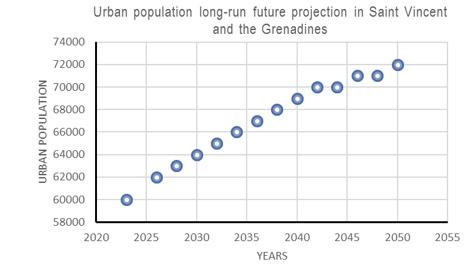 Urban population long-run future projection in Saint Vincent
and the Grenadines
74000
72000
70000
68000
66000
64000
62000
60000
58000
URBAN POPULATION
2020 2025 2030 2035 2040 2045 2050 2055
YEARS